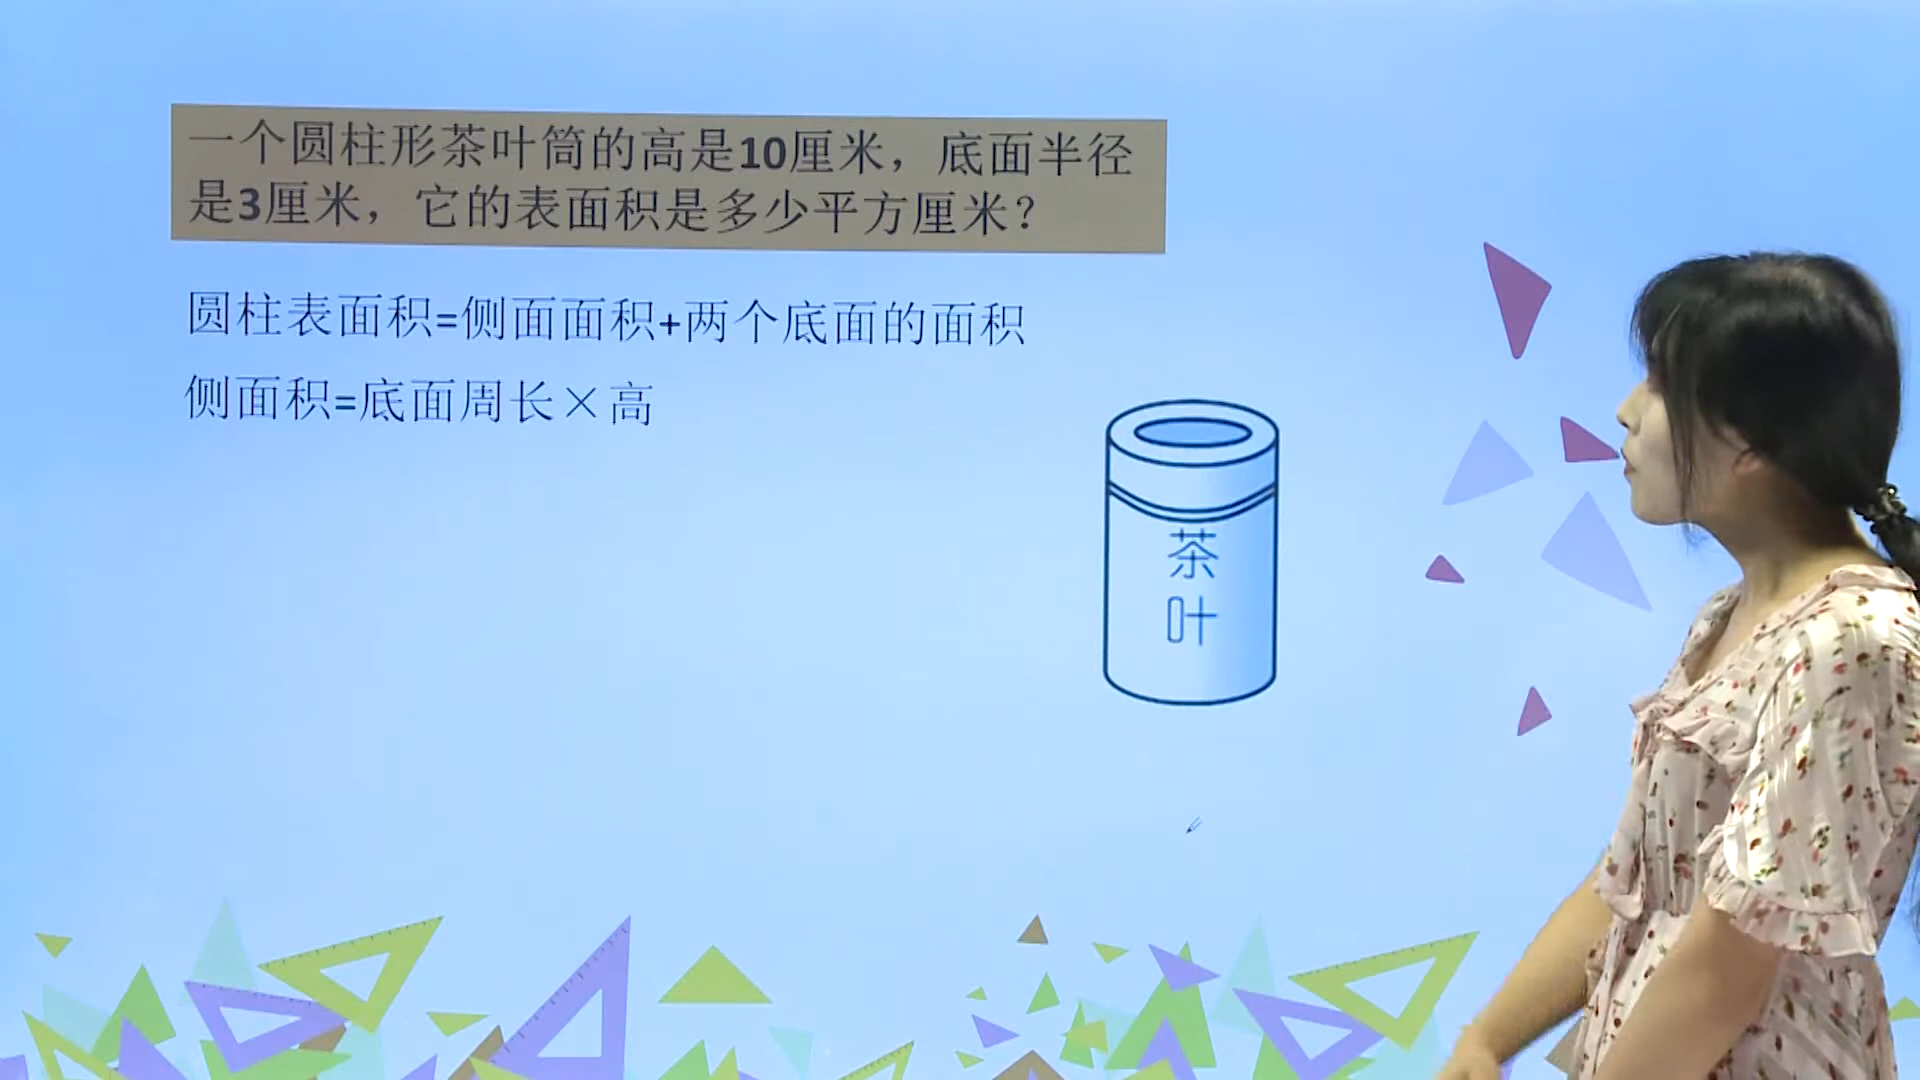 一个圆柱形茶叶筒的高是10厘米，底面半径
是3厘米，它的表面积是多少平方厘米？
圆柱表面积=侧面面积+两个底面的面积
侧面积=底面周长×高
茶
叶